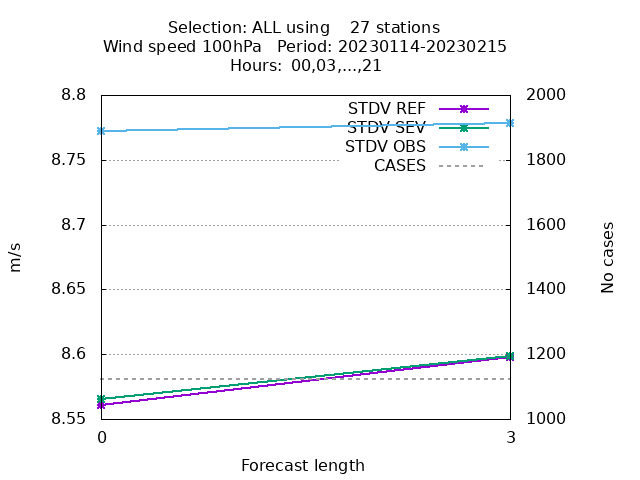 Selection: ALL using    27 stations
Wind speed 100hPa   Period: 20230114-20230215
Hours:  00,03,...,21
8.8
8.75
8.7
8.65
8.6
8.55
2000
1800
1600
1400
1200
1000
STDV REF
STDV SEV
STDV OBS
CASES
m/s
No cases
0
3
Forecast length